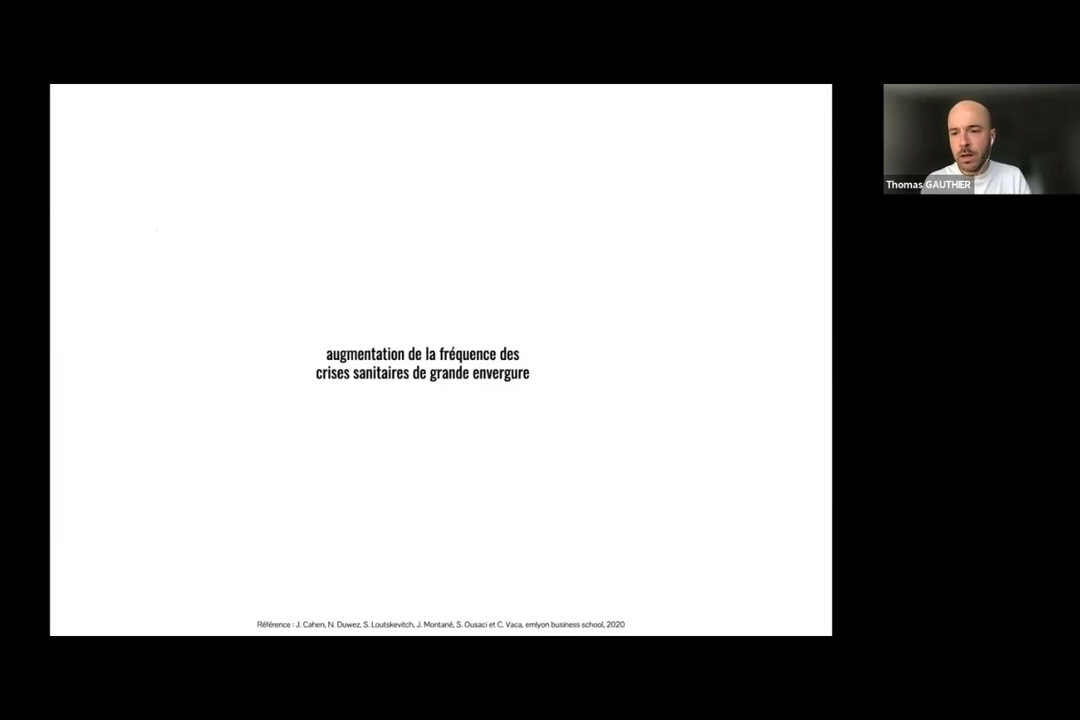 augmentation de la fréquence des
crises sanitaires de grande envergure
Thomas GAUTHIER
Référence : J. Cahen, N. Duwez, S. Loutskevitch, J. Montané, S. Ousaci et C. Vaca, emlyon business school, 2020